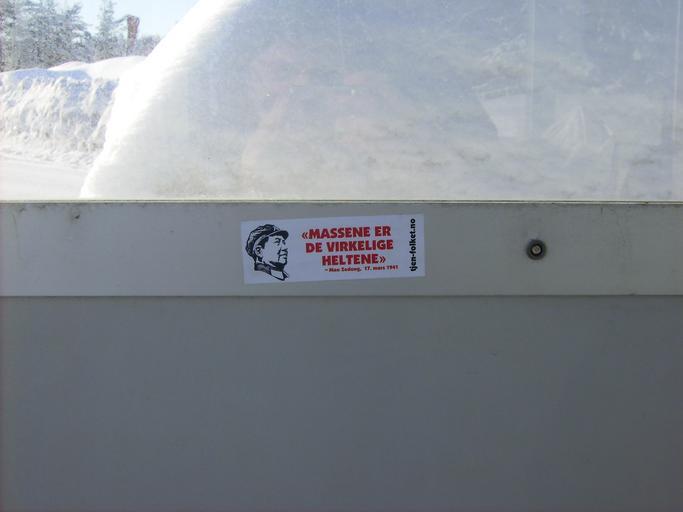 «MASSENE ER
DE VIRKELIGE
HELTENE»
– Mao Zedong, 17. mars 1941
tjen-folket.no